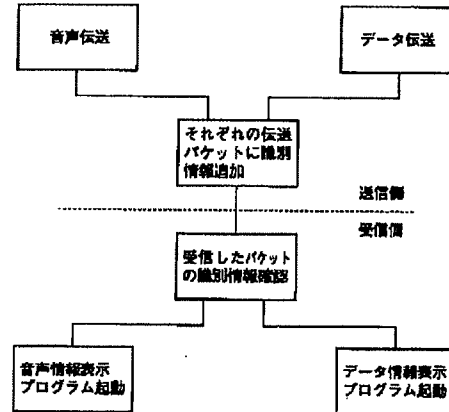 音声伝送
データ伝送
それぞれの伝送
パケットに識別
情報追加
送信側
受信側
受信したパケット
の識別情報確認
音声情報表示
プログラム起動
データ情報表示
プログラム起動